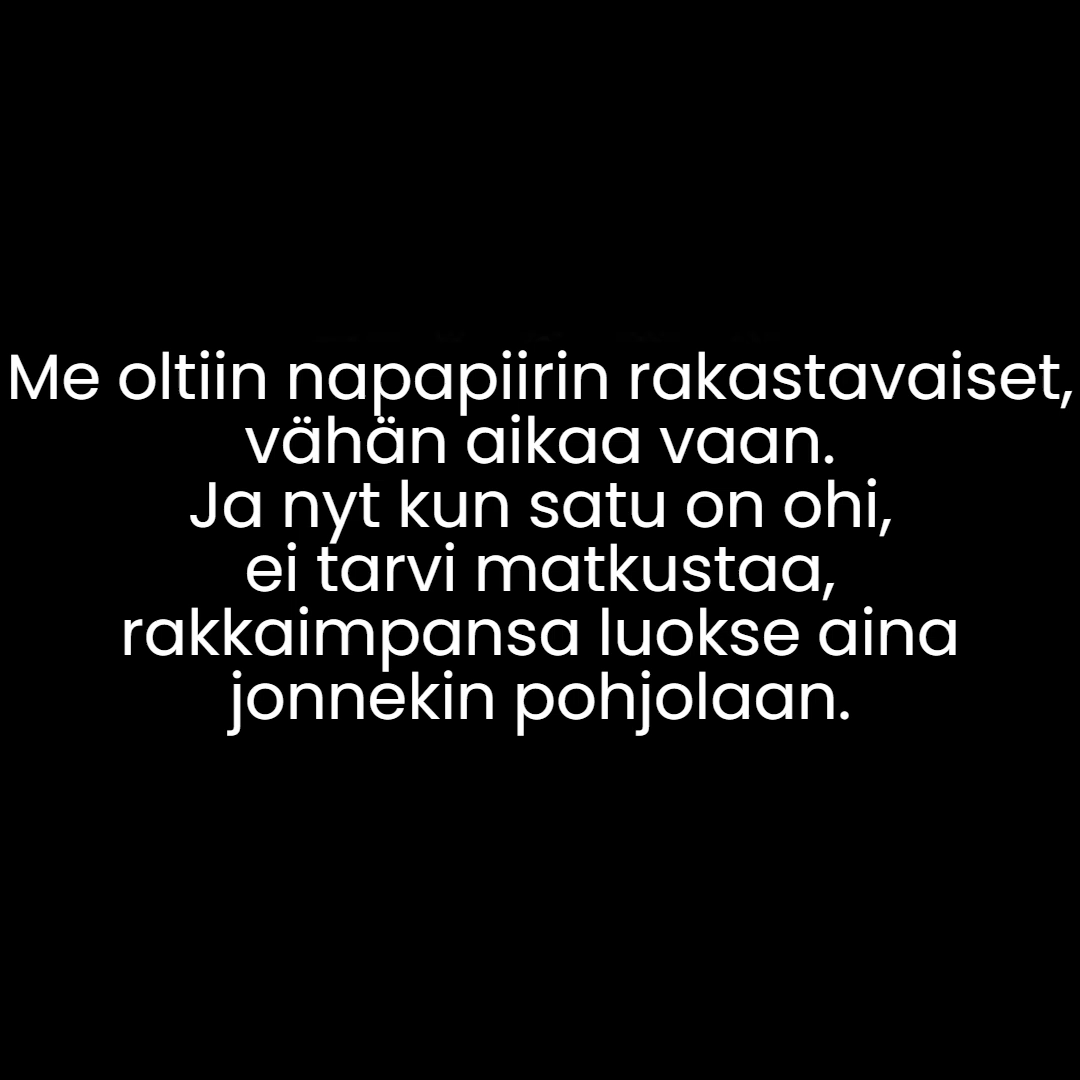 Me oltiin napapiirin rakastavaiset,
vähän aikaa vaan.
Ja nyt kun satu on ohi,
ei tarvi matkustaa,
rakkaimpansa luokse aina
jonnekin pohjolaan.